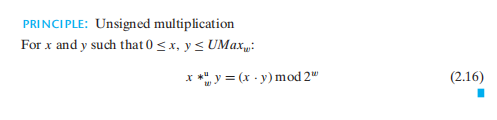 PRINCIPLE: Unsigned multiplication
For x and y such that 0 ≤ x, y ≤ UMax_w:
x *^u_w y = (x · y) mod 2^w (2.16)